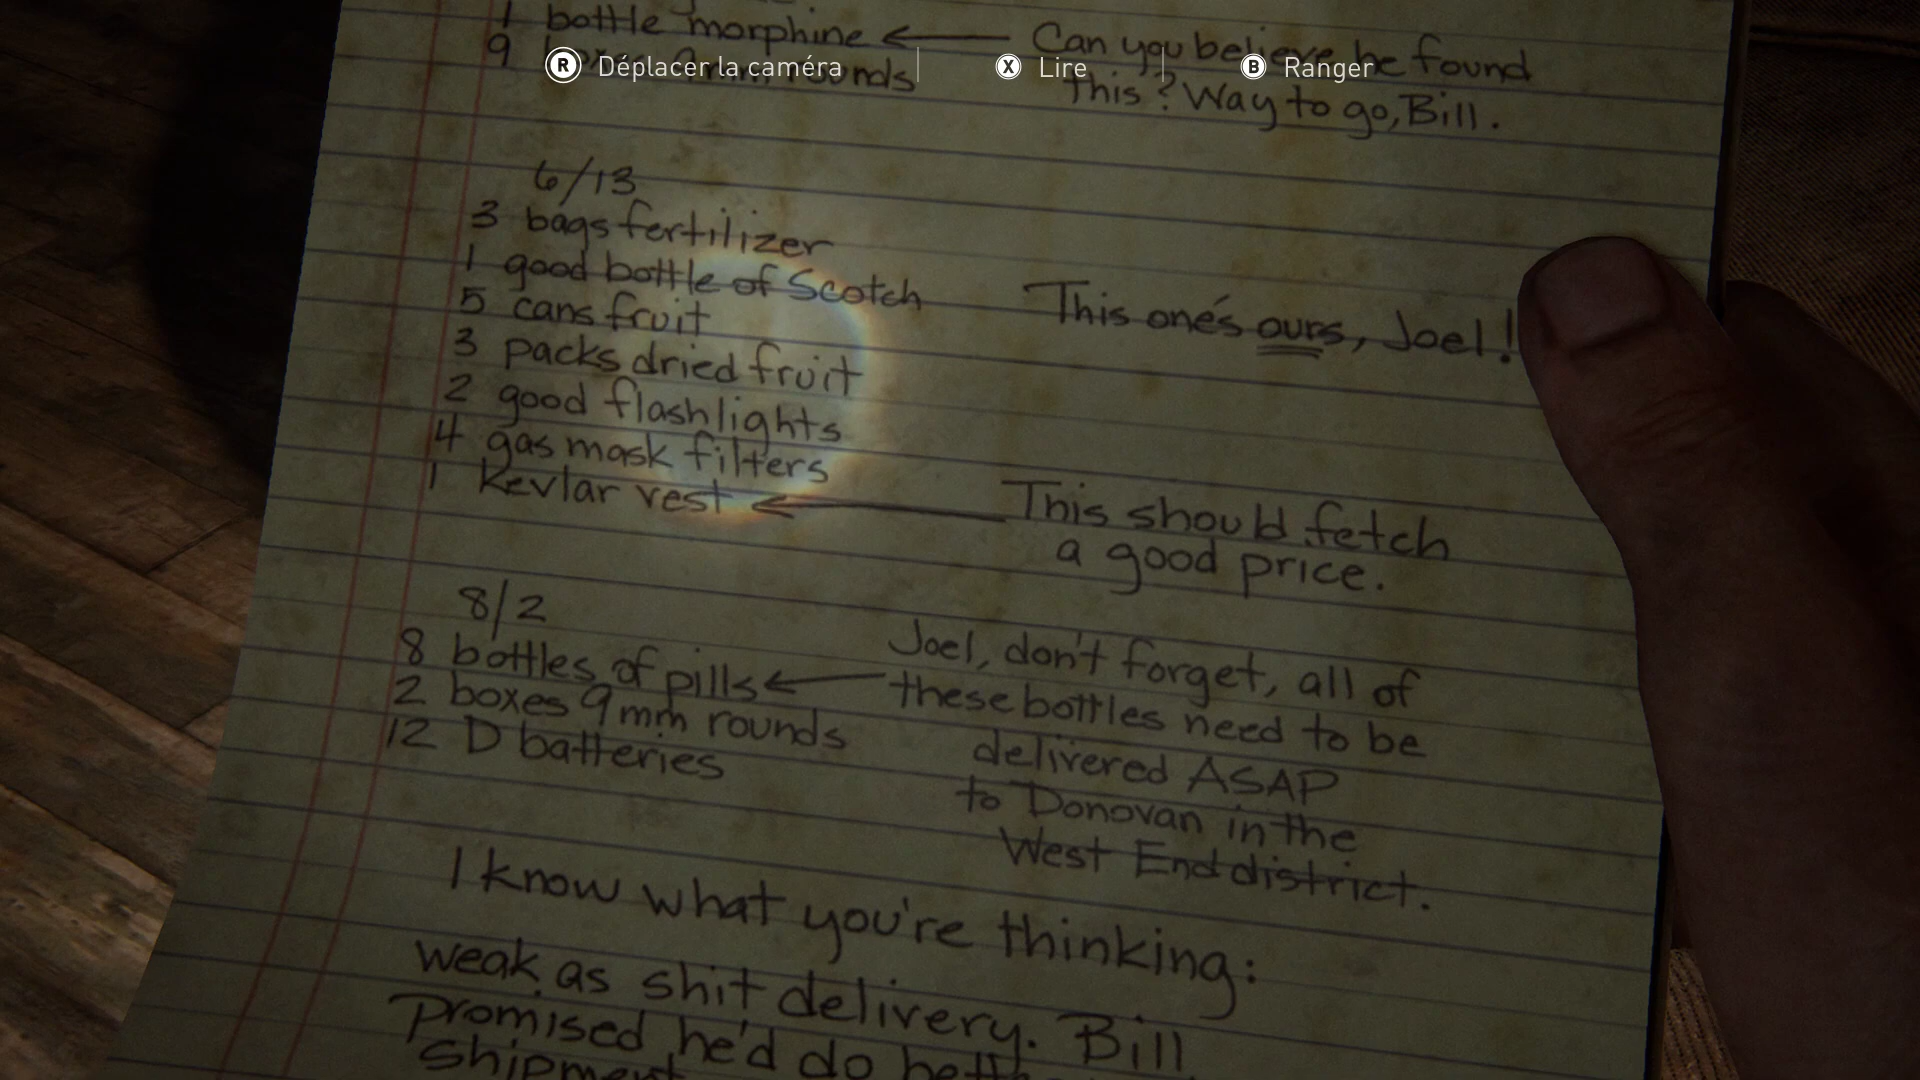 1 bottle morphine ← Can you believe he found
9 boxes 9mm rounds this? Way to go, Bill.
R Déplacer la caméra X Lire B Ranger
6/13
3 bags fertilizer
1 good bottle of Scotch This one's ours, Joel!
5 cans fruit
3 packs dried fruit
2 good flashlights
4 gas mask filters
1 Kevlar vest ← This should fetch
a good price.
8/2
8 bottles of pills ← Joel, don't forget, all of
2 boxes 9mm rounds these bottles need to be
12 D batteries delivered ASAP
to Donovan in the
West End district.
I know what you're thinking:
weak as shit delivery. Bill
promised he'd do
shipment